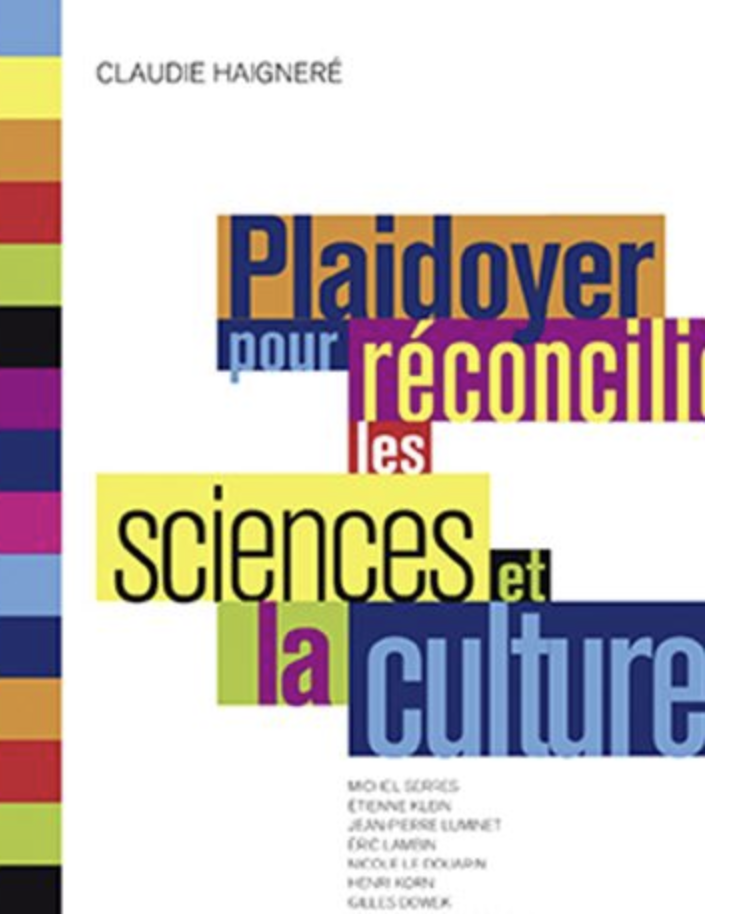 CLAUDIE HAIGNERÉ
Plaidoyer
pour réconcilie
les
sciences et
la culture
MICHEL SERRES
ÉTIENNE KLEIN
JEAN-PIERRE LUMINET
ÉRIC LAMBIN
NICOLE LE DOUARIN
HENRI KORN
GILLES DOWEK